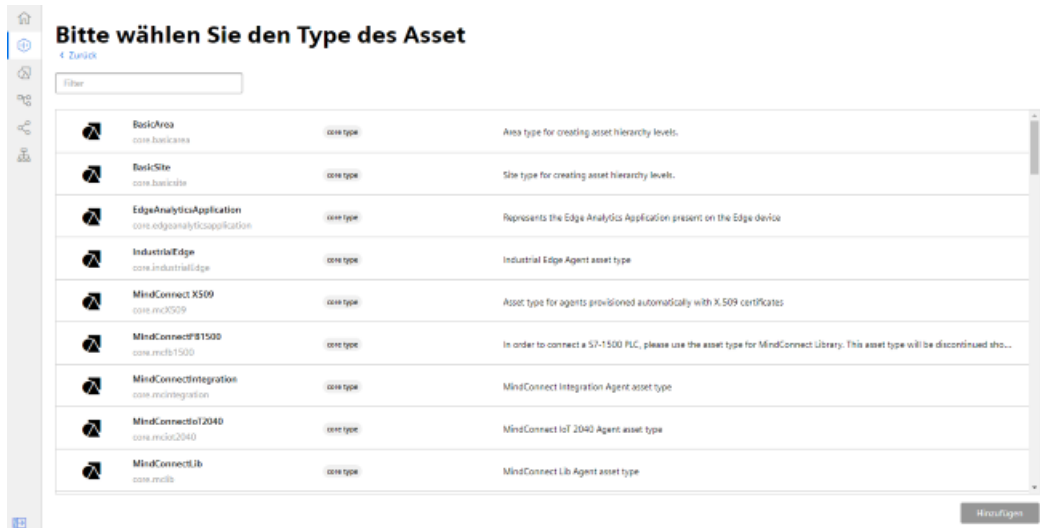 Bitte wählen Sie den Type des Asset
Zurück
Filter
BasicArea
core.basicarea
core type
Area type for creating asset hierarchy levels.
BasicSite
core.basicsite
core type
Site type for creating asset hierarchy levels.
EdgeAnalyticsApplication
core.edgeanalyticsapplication
core type
Represents the Edge Analytics Application present on the Edge device
IndustrialEdge
core.industrialEdge
core type
Industrial Edge Agent asset type
MindConnect X509
core.mcX509
core type
Asset type for agents provisioned automatically with X.509 certificates
MindConnectFB1500
core.mcfb1500
core type
In order to connect a S7-1500 PLC, please use the asset type for MindConnect Library. This asset type will be discontinued sho...
MindConnectIntegration
core.mcintegration
core type
MindConnect Integration Agent asset type
MindConnectIoT2040
core.mciot2040
core type
MindConnect IoT 2040 Agent asset type
MindConnectLib
core.mclib
core type
MindConnect Lib Agent asset type
Hinzufügen